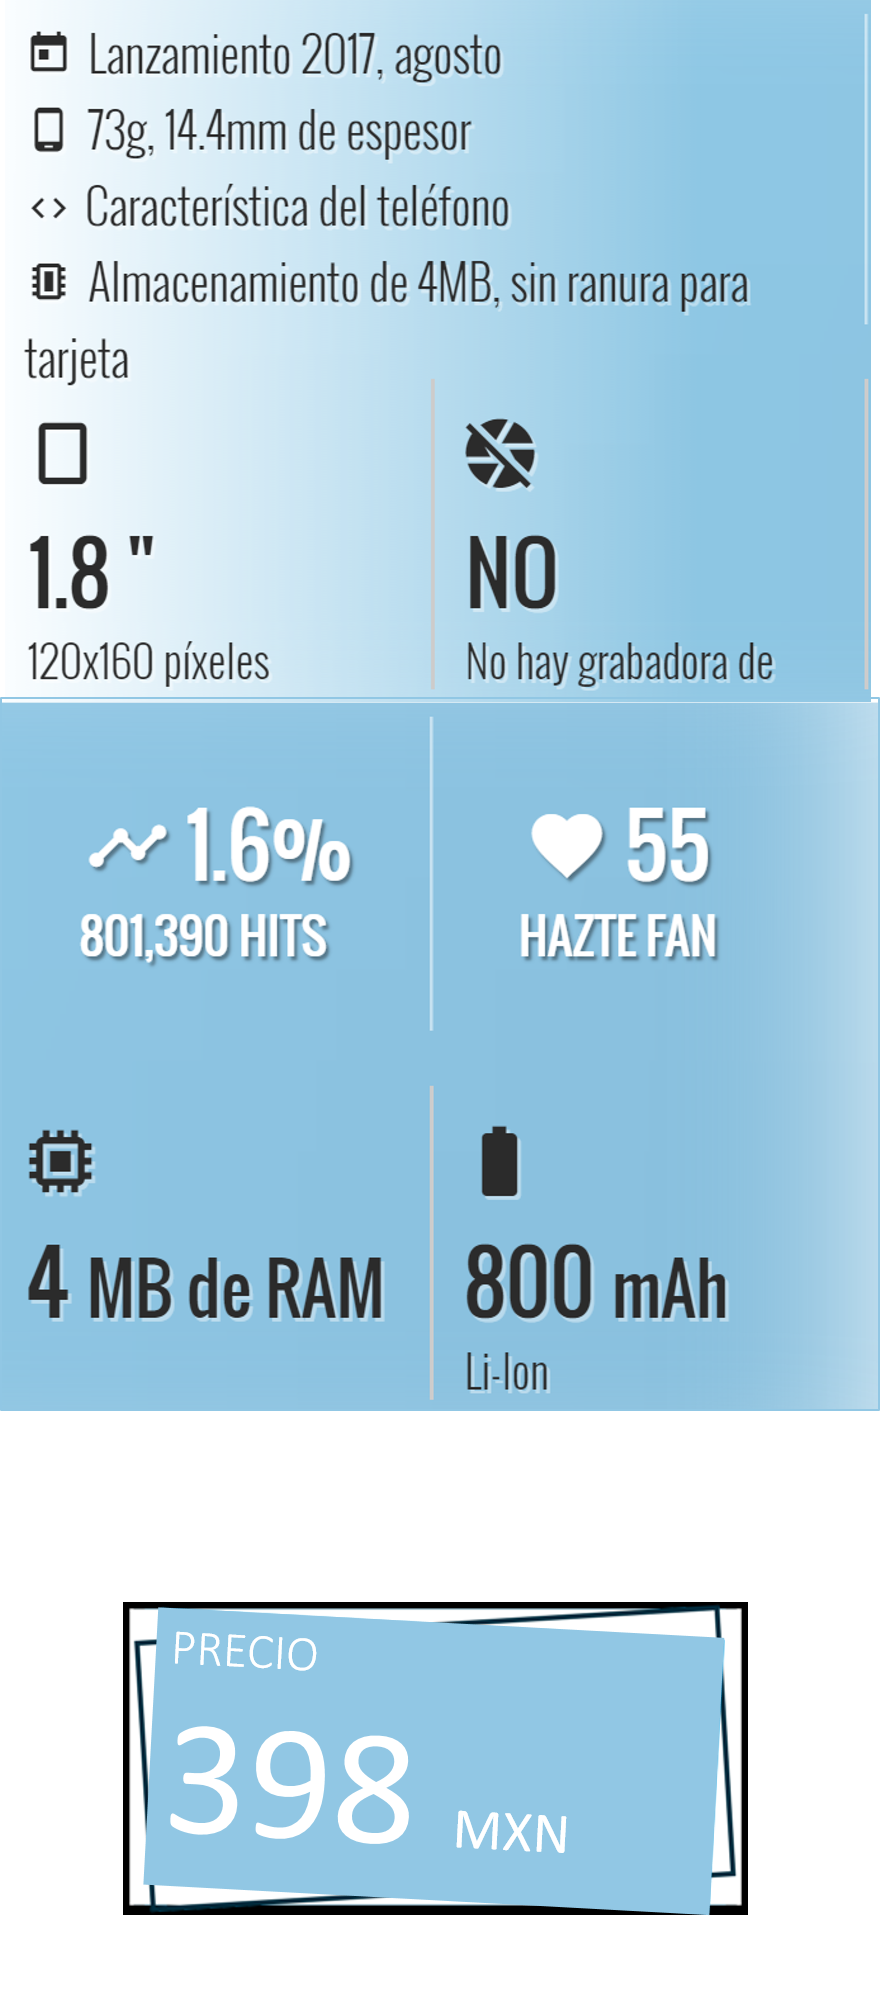 Lanzamiento 2017, agosto
73g, 14.4mm de espesor
Característica del teléfono
Almacenamiento de 4MB, sin ranura para
tarjeta
1.8 "
120x160 píxeles
NO
No hay grabadora de
1.6%
801,390 HITS
55
HAZTE FAN
4 MB de RAM
800 mAh
Li-Ion
PRECIO
398 MXN